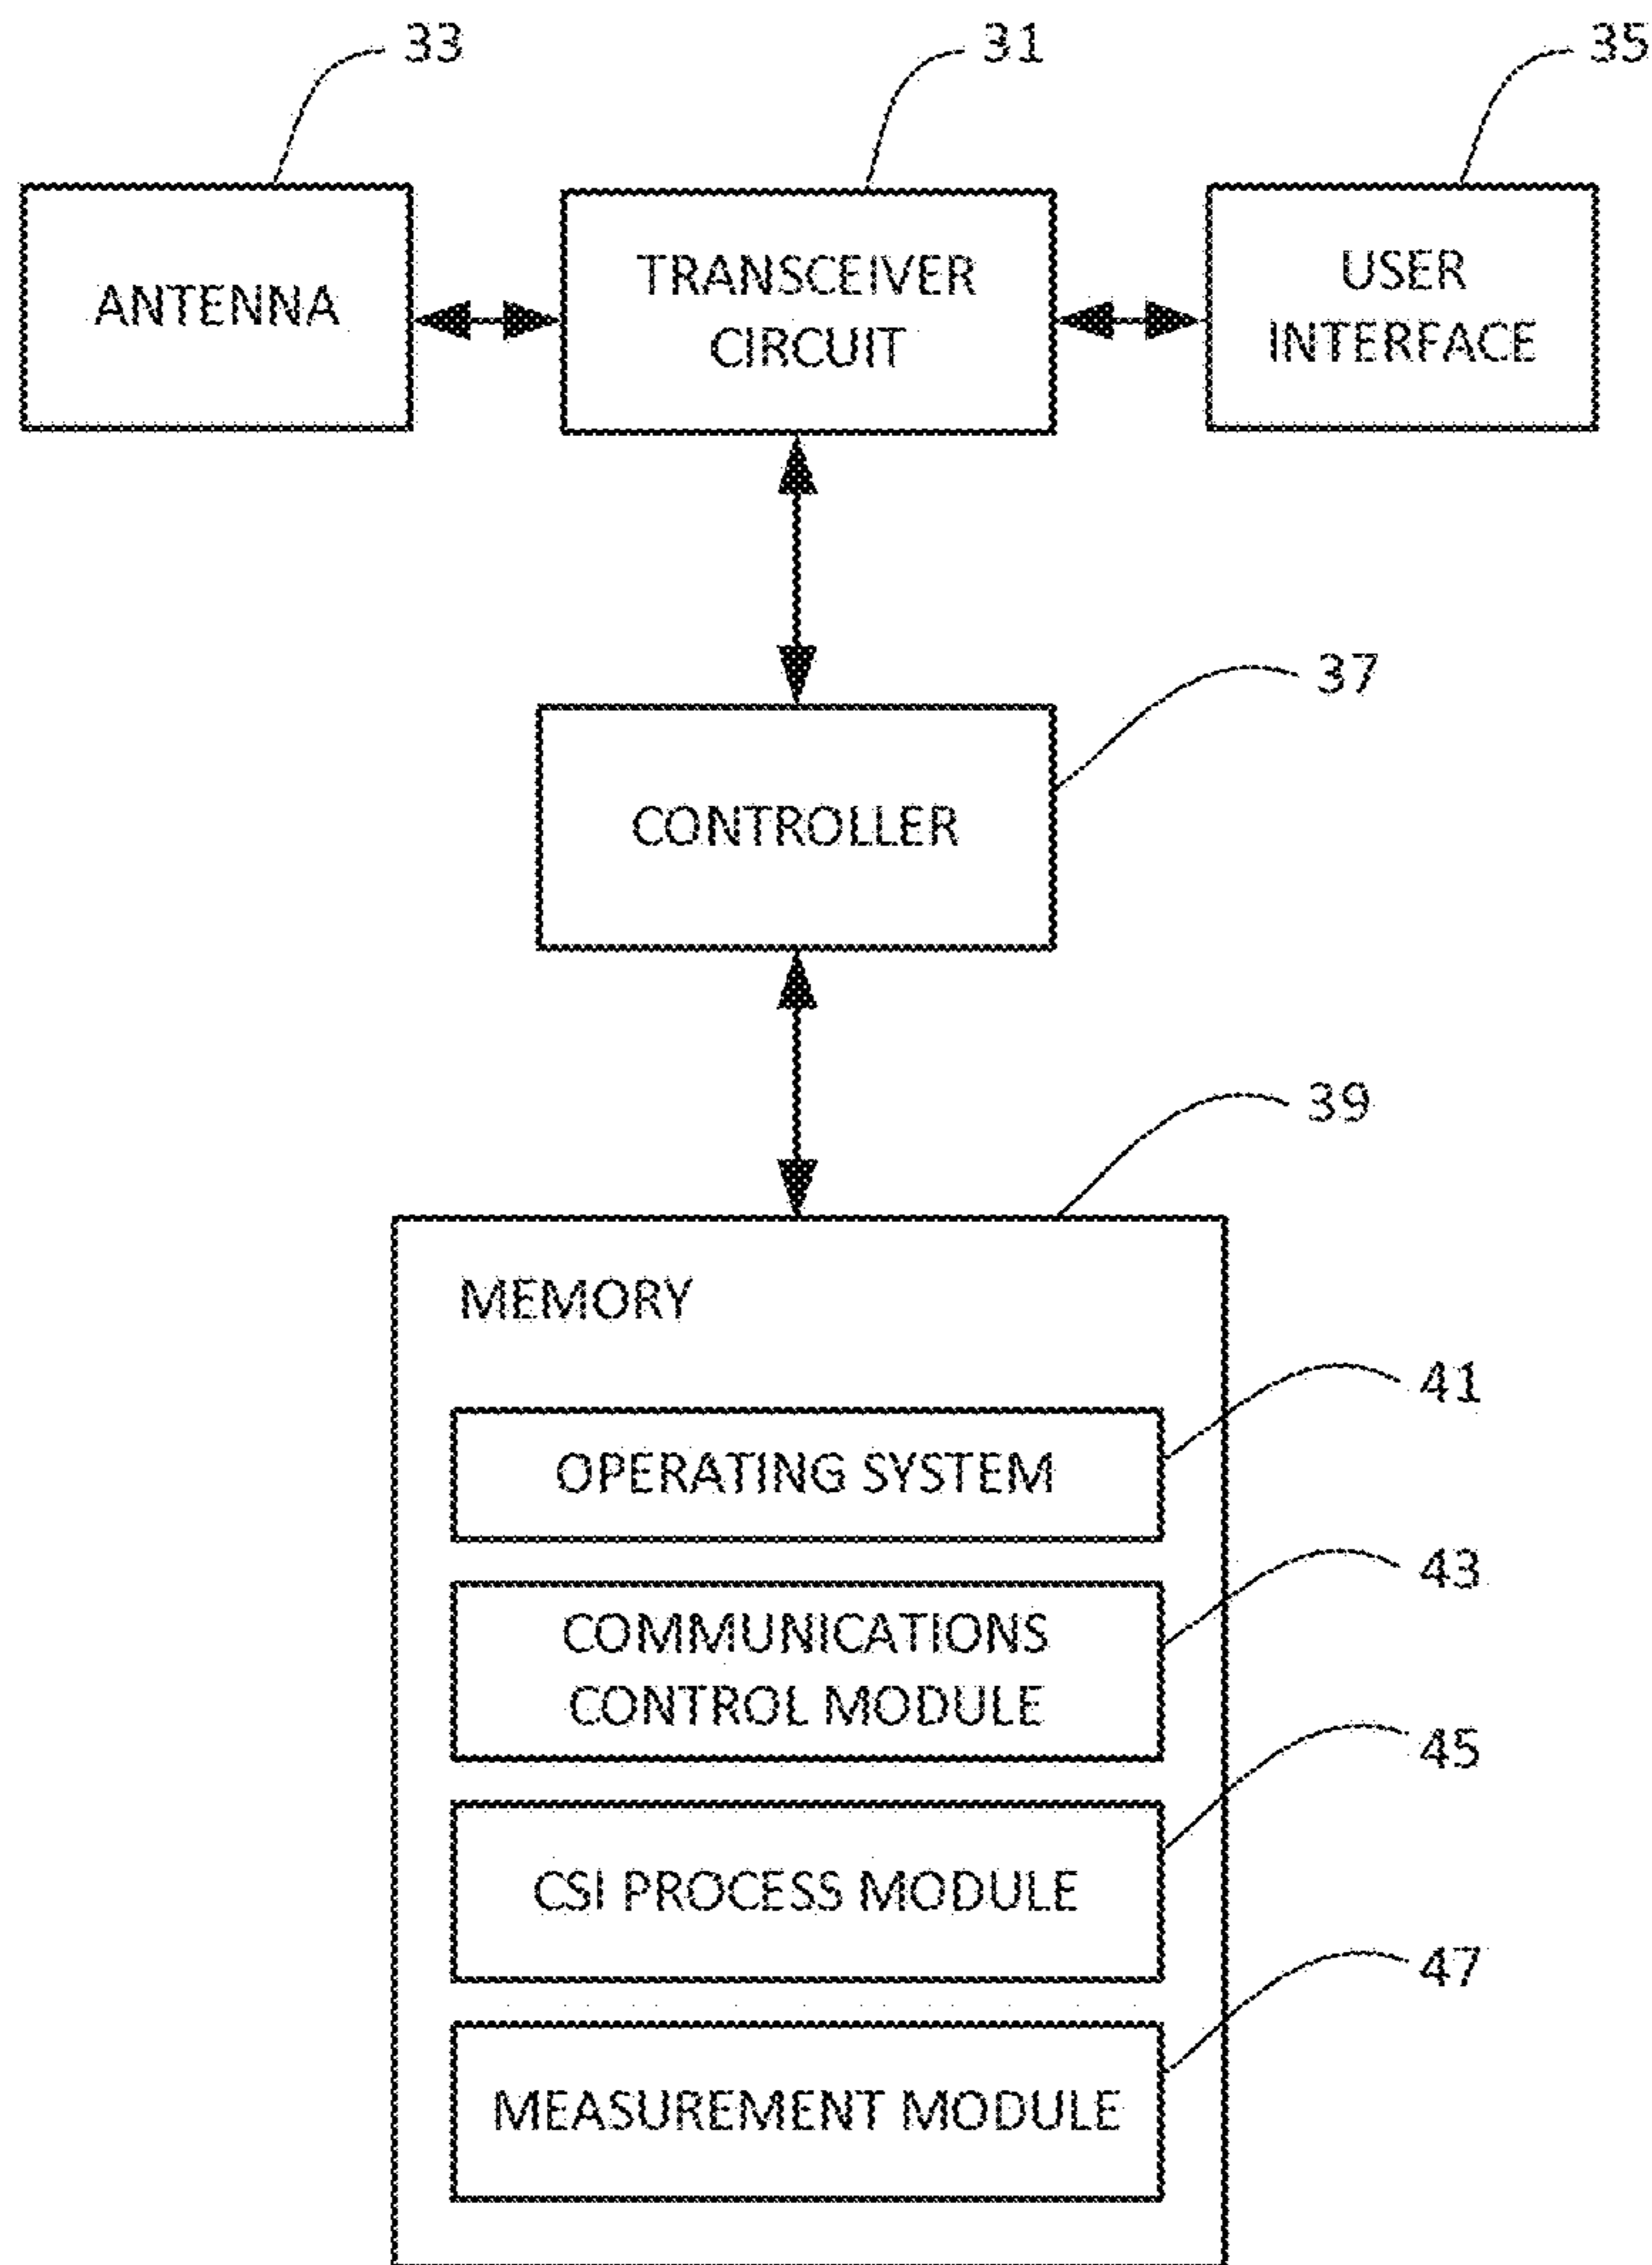 33
31
35
ANTENNA
TRANSCEIVER
CIRCUIT
USER
INTERFACE
37
CONTROLLER
39
MEMORY
41
OPERATING SYSTEM
43
COMMUNICATIONS
CONTROL MODULE
45
CSI PROCESS MODULE
47
MEASUREMENT MODULE